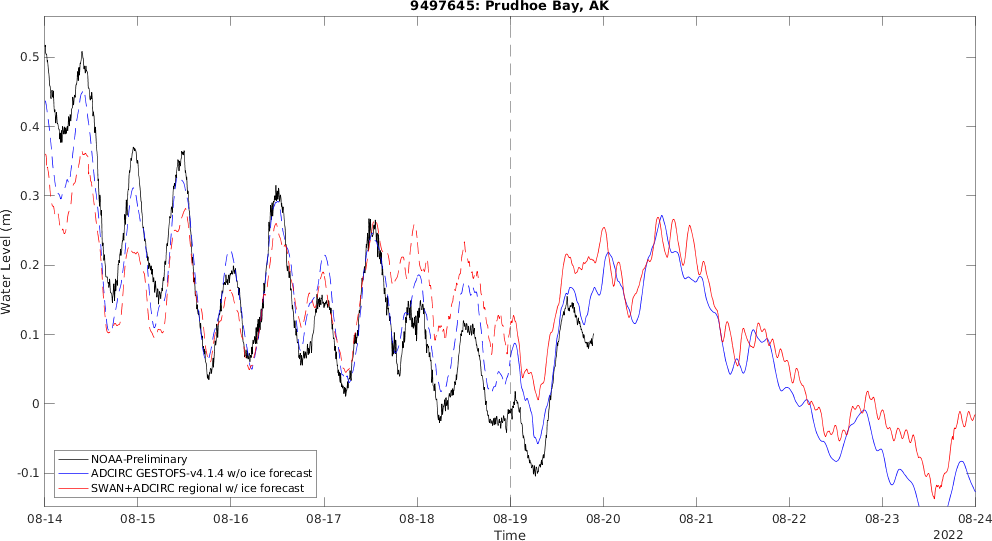 9497645: Prudhoe Bay, AK
Water Level (m)
0.5
0.4
0.3
0.2
0.1
0
-0.1
NOAA-Preliminary
ADCIRC GESTOFS-v4.1.4 w/o ice forecast
SWAN+ADCIRC regional w/ ice forecast
08-14 08-15 08-16 08-17 08-18 08-19 08-20 08-21 08-22 08-23 08-24
Time
2022